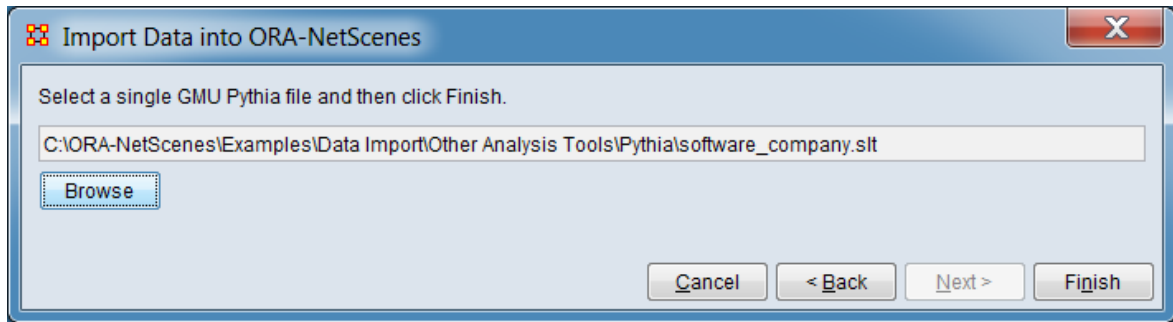 Import Data into ORA-NetScenes
X
Select a single GMU Pythia file and then click Finish.
C:\ORA-NetScenes\Examples\Data Import\Other Analysis Tools\Pythia\software_company.slt
Browse
Cancel < Back Next > Finish